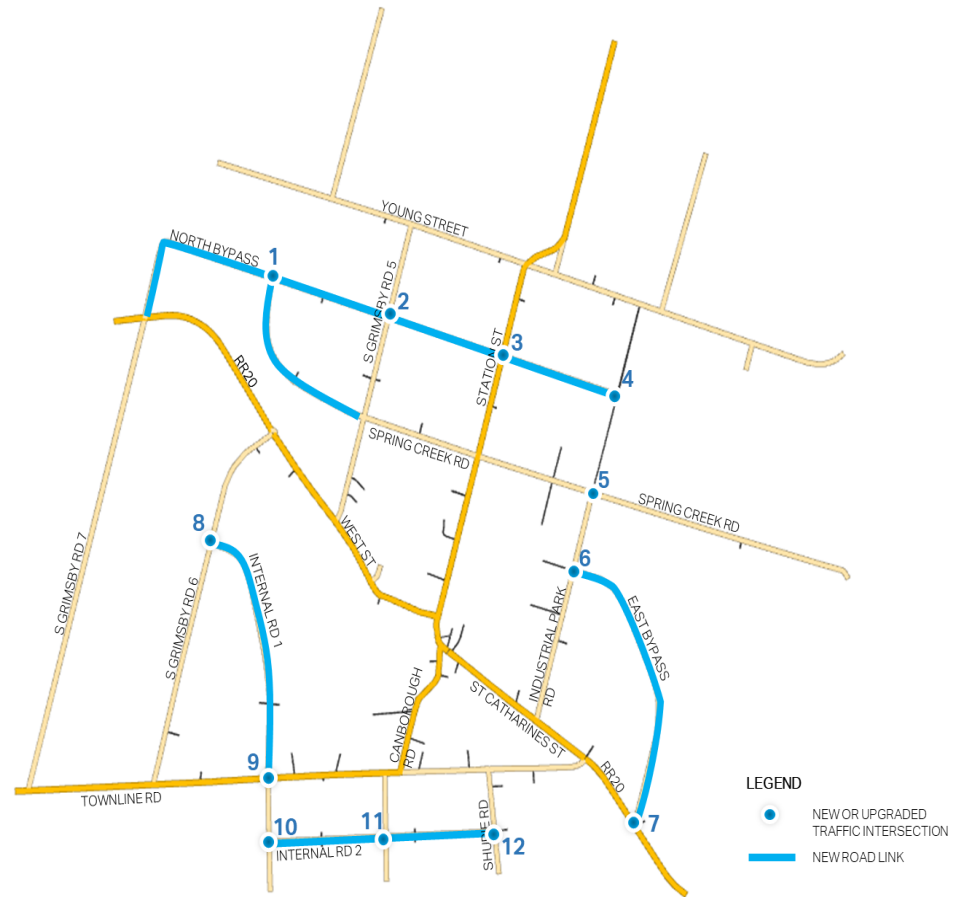 YOUNG STREET
NORTH BYPASS
1
S GRIMSBY RD 5
2
STATION ST
3
4
RR20
SPRING CREEK RD
5
SPRING CREEK RD
8
WEST ST
6
S GRIMSBY RD 7
S GRIMSBY RD 6
INTERNAL RD 1
INDUSTRIAL PARK
RD
EAST BYPASS
CANBOROUGH
RD
ST CATHARINES ST
9
RR20
TOWNLINE RD
10
11
7
INTERNAL RD 2
12
LEGEND
NEW OR UPGRADED
TRAFFIC INTERSECTION
NEW ROAD LINK